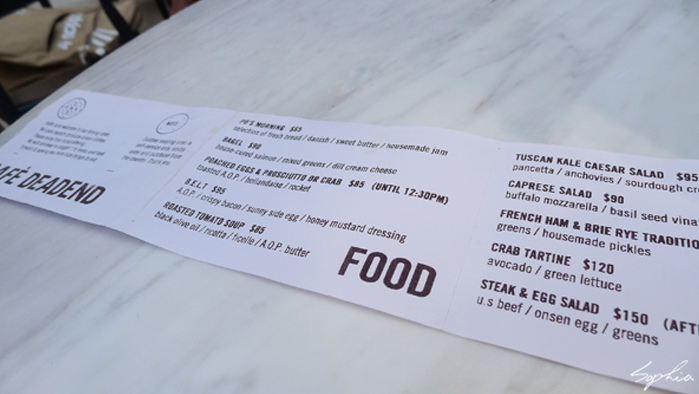 CAFÉ DEADEND
PO'S MORNING $65
selection of fresh bread / danish / sweet butter / housemade jam
BAGEL $90
house-cured salmon / mixed greens / dill cream cheese
POACHED EGGS & PROSCIUTTO OR CRAB $85 (UNTIL 12:30PM)
toasted A.O.P. / hollandaise / rocket
B.E.L.T $95
A.O.P. / crispy bacon / sunny side egg / honey mustard dressing
ROASTED TOMATO SOUP $85
black olive oil / ricotta / ficelle / A.O.P. butter
FOOD
TUSCAN KALE CAESAR SALAD $95
pancetta / anchovies / sourdough
CAPRESE SALAD $90
buffalo mozzarella / basil seed
FRENCH HAM & BRIE RYE
greens / housemade pickles
CRAB TARTINE $120
avocado / green lettuce
STEAK & EGG SALAD $150
u.s beef / onsen egg / greens
Sophia